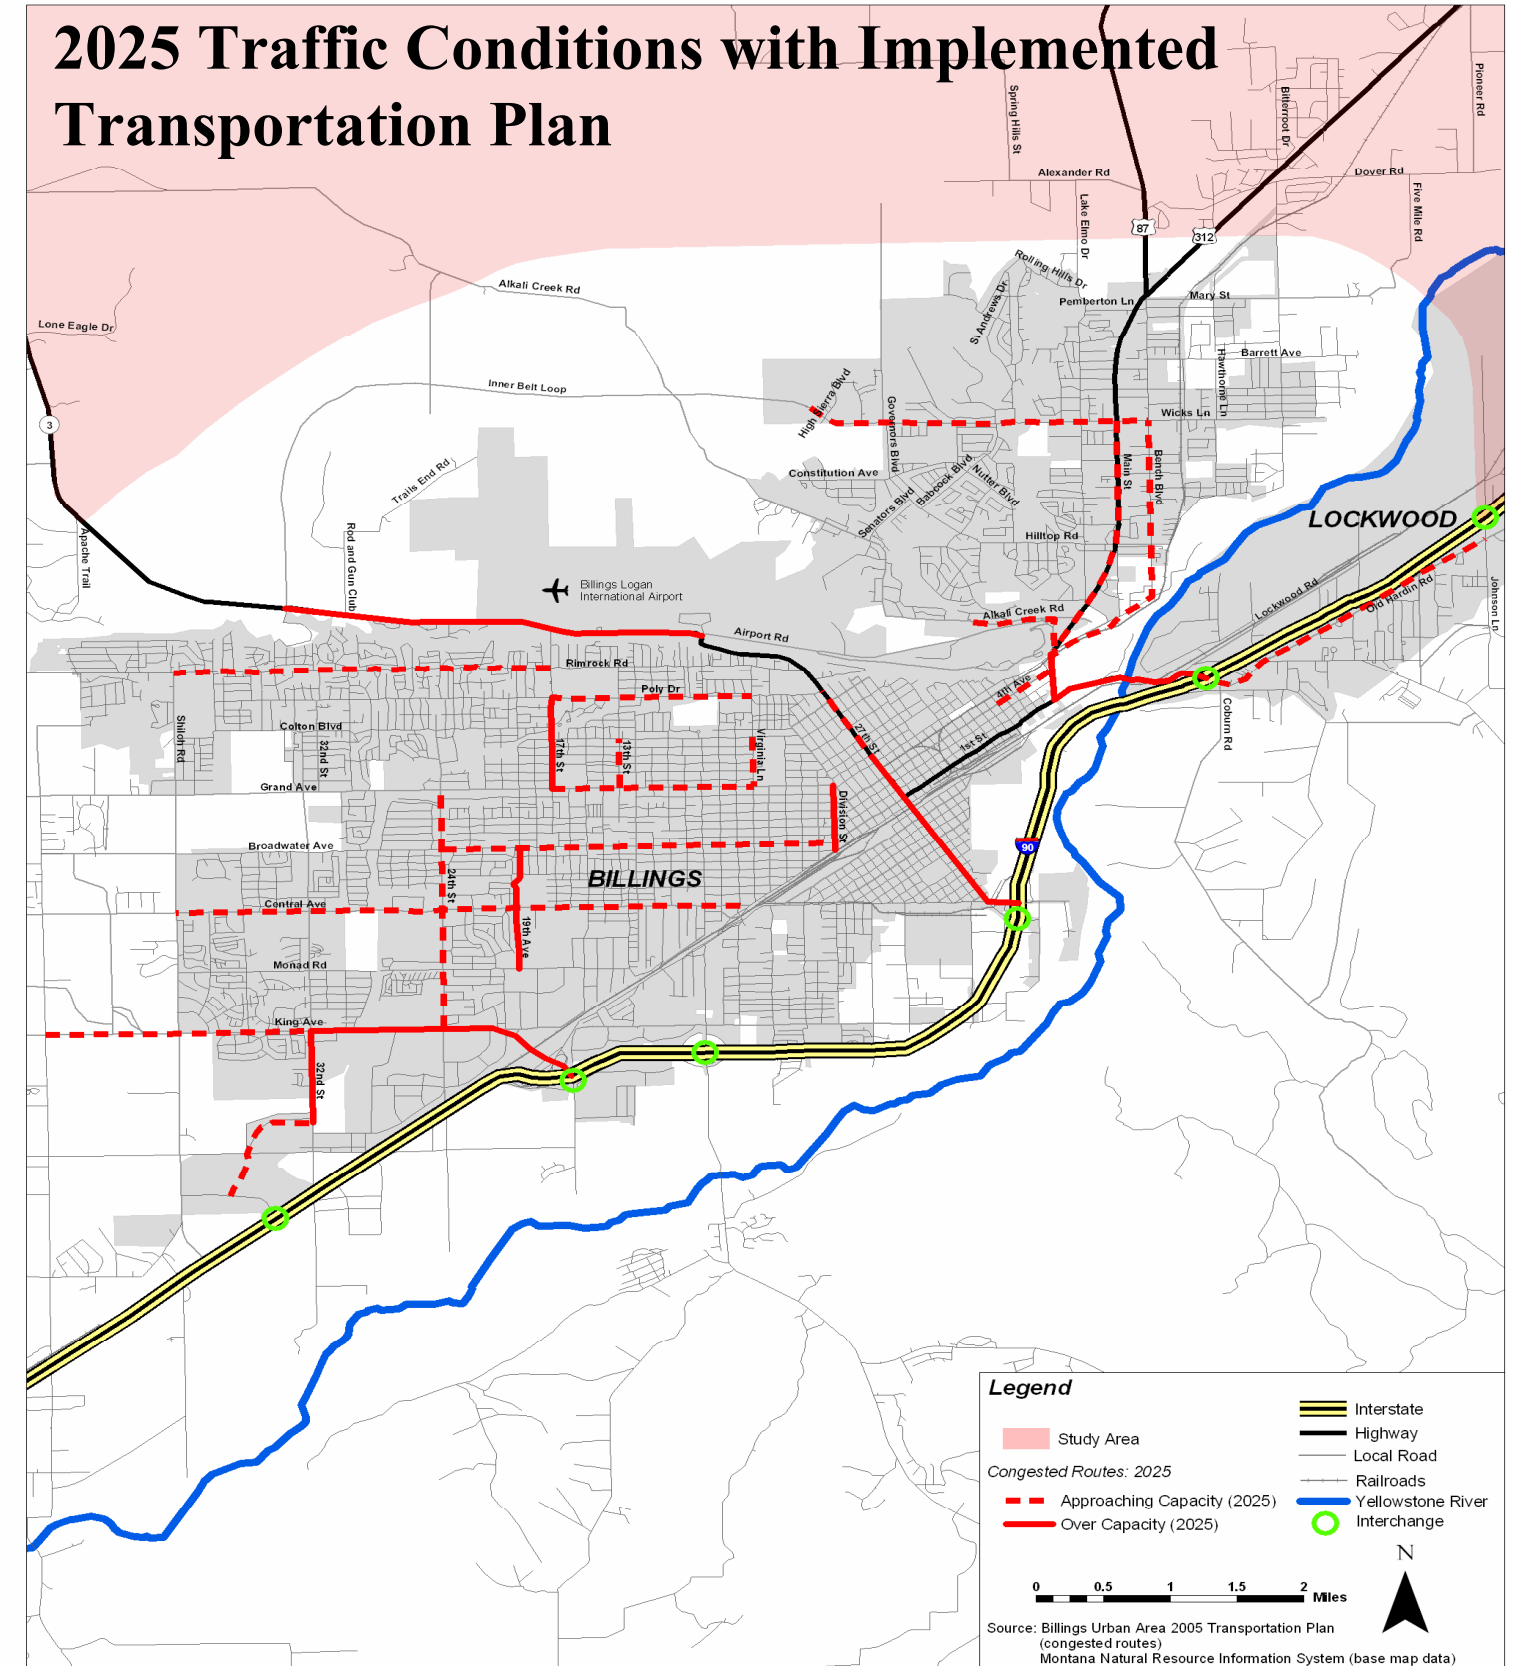 2025 Traffic Conditions with Implemented
Transportation Plan
Spring Hills St
Bitterroot Dr
Pioneer Rd
Alexander Rd
Dover Rd
Lake Elmo Dr
Five Mile Rd
87
312
Rolling Hills Dr
Alkali Creek Rd
Pemberton Ln
Mary St
Lone Eagle Dr
Barrett Ave
Hawthorne Ln
Inner Belt Loop
High Sierra Blvd
Governors Blvd
Wicks Ln
3
Main St
Bench Blvd
Constitution Ave
Babcock Blvd
Nutter Blvd
Senators Blvd
Trails End Rd
LOCKWOOD
Apache Trail
Rod and Gun Club
Hilltop Rd
Billings Logan
International Airport
Lockwood Rd
Old Hardin Rd
Johnson Ln
Alkali Creek Rd
Airport Rd
Rimrock Rd
Poly Dr
4th Ave
Shiloh Rd
Colton Blvd
32nd St
17th St
13th St
Virginia Ln
27th St
1st St
Coburn Rd
Grand Ave
Division St
Broadwater Ave
90
24th St
BILLINGS
Central Ave
19th Ave
Monad Rd
King Ave
32nd St
Legend
Study Area
Congested Routes: 2025
Approaching Capacity (2025)
Over Capacity (2025)
Interstate
Highway
Local Road
Railroads
Yellowstone River
Interchange
N
0 0.5 1 1.5 2
Miles
Source: Billings Urban Area 2005 Transportation Plan
(congested routes)
Montana Natural Resource Information System (base map data)